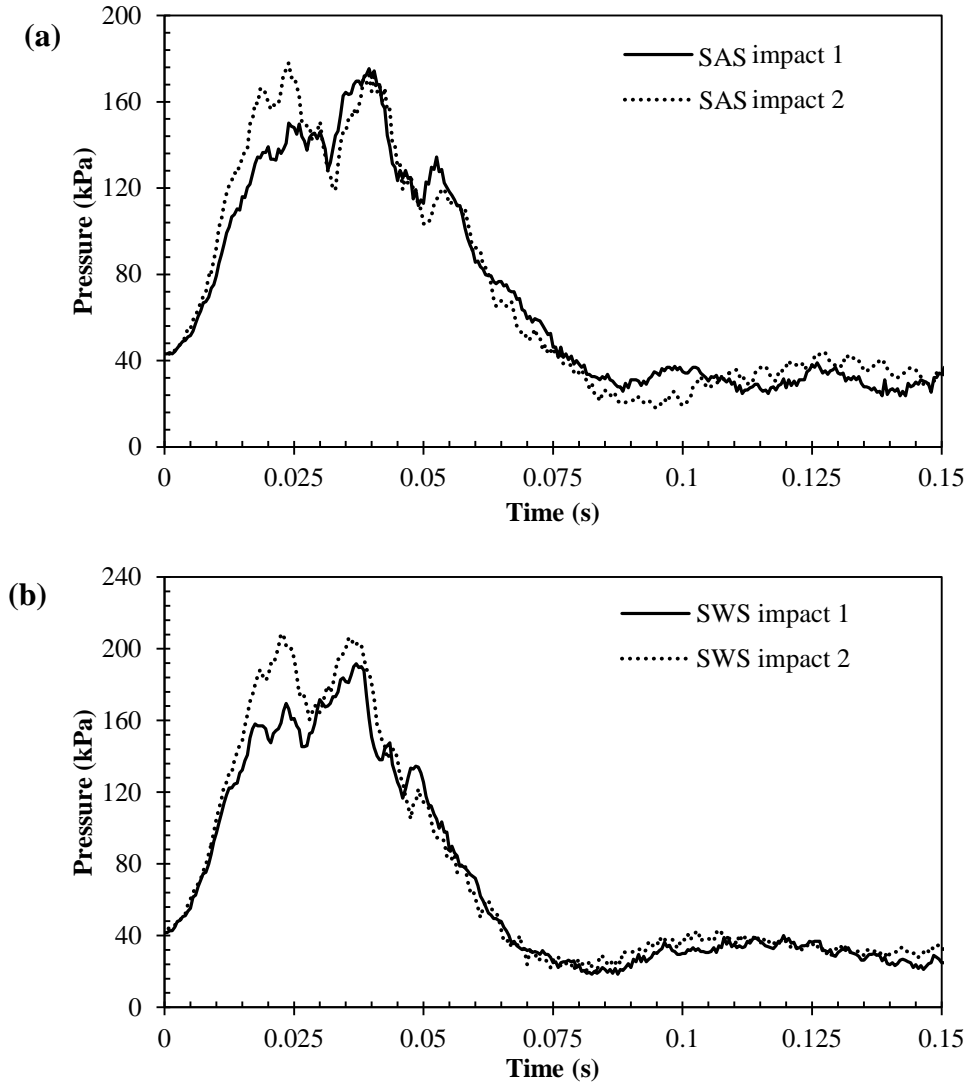 (a)
200
160
120
80
40
0
Pressure (kPa)
SAS impact 1
SAS impact 2
0 0.025 0.05 0.075 0.1 0.125 0.15
Time (s)
(b)
240
200
160
120
80
40
0
Pressure (kPa)
SWS impact 1
SWS impact 2
0 0.025 0.05 0.075 0.1 0.125 0.15
Time (s)